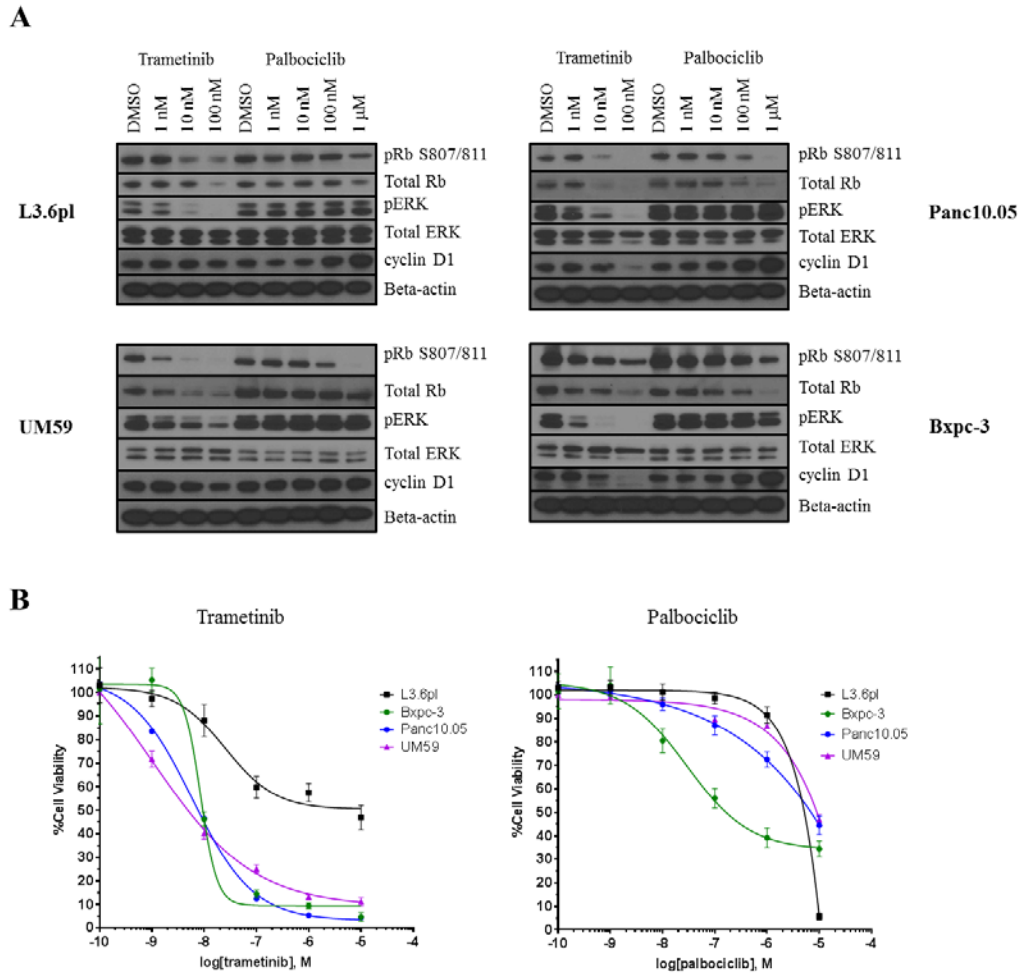 A
Trametinib Palbociclib
DMSO 1 nM 10 nM 100 nM DMSO 1 nM 10 nM 100 nM 1 µM
L3.6pl
pRb S807/811
Total Rb
pERK
Total ERK
cyclin D1
Beta-actin
Trametinib Palbociclib
DMSO 1 nM 10 nM 100 nM DMSO 1 nM 10 nM 100 nM 1 µM
pRb S807/811
Total Rb
pERK
Total ERK
cyclin D1
Beta-actin
Panc10.05
UM59
pRb S807/811
Total Rb
pERK
Total ERK
cyclin D1
Beta-actin
pRb S807/811
Total Rb
pERK
Total ERK
cyclin D1
Beta-actin
Bxpc-3
B
Trametinib
%Cell Viability
110
100
90
80
70
60
50
40
30
20
10
0
-10 -9 -8 -7 -6 -5 -4
log[trametinib], M
L3.6pl
Bxpc-3
Panc10.05
UM59
Palbociclib
%Cell Viability
110
100
90
80
70
60
50
40
30
20
10
0
-10 -9 -8 -7 -6 -5 -4
log[palbociclib], M
L3.6pl
Bxpc-3
Panc10.05
UM59